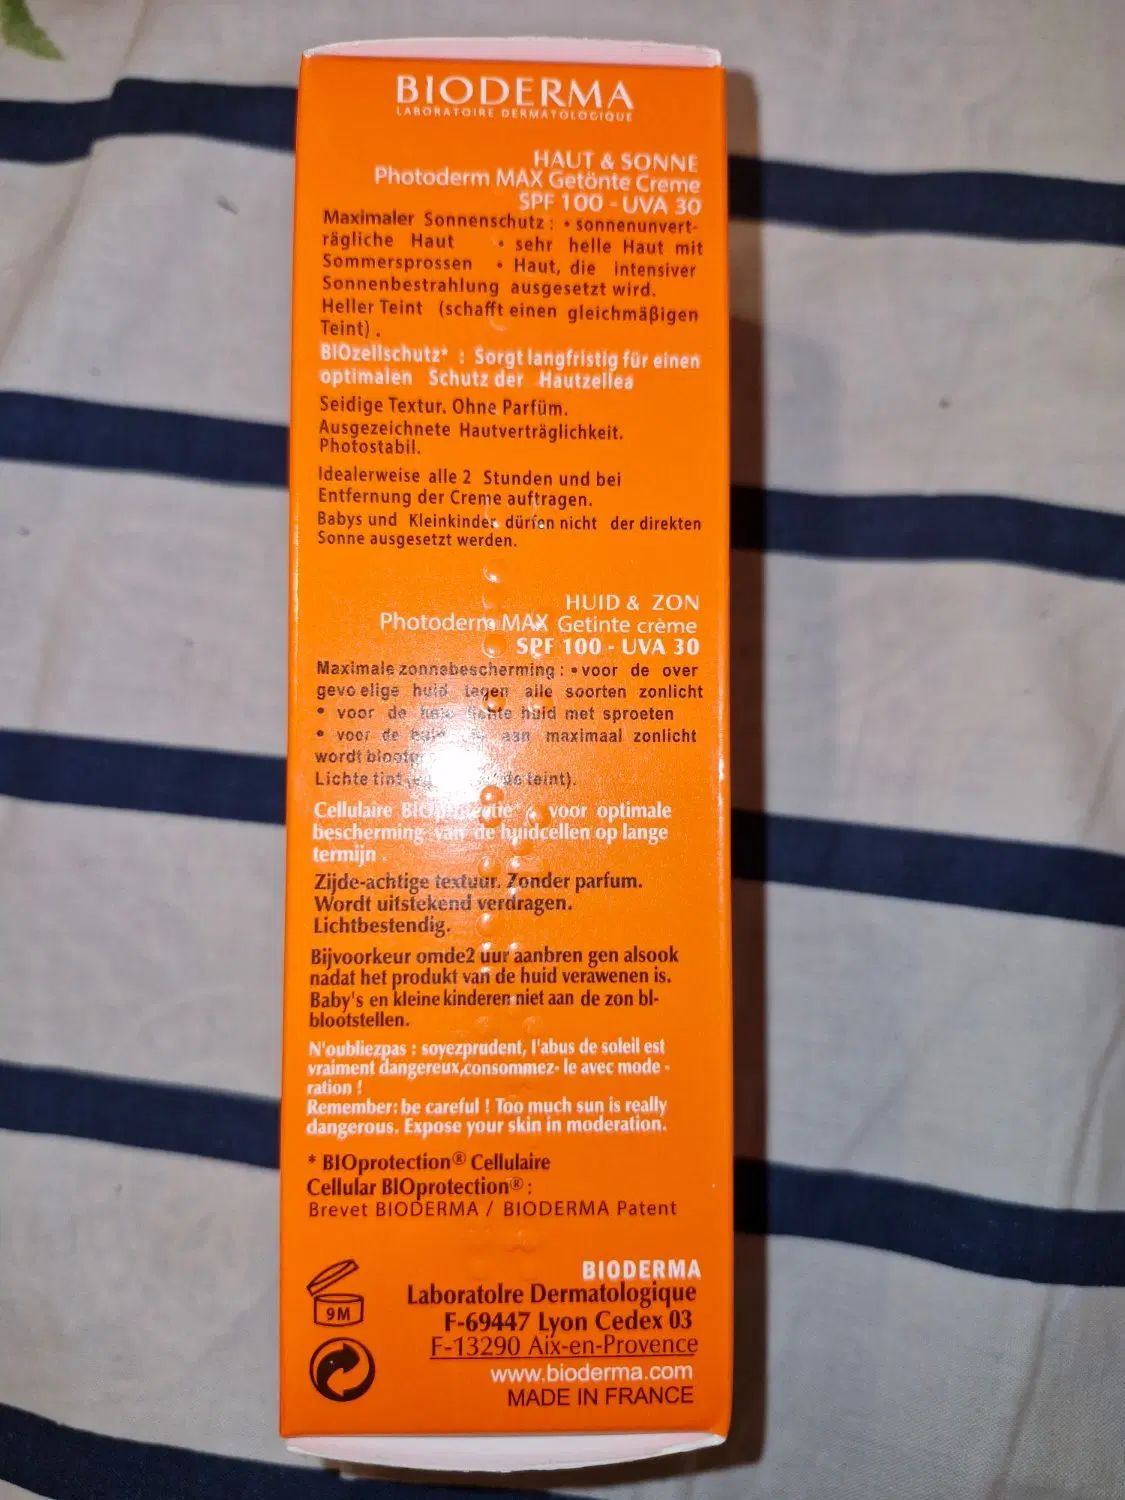 BIODERMA
LABORATOIRE DERMATOLOGIQUE
HAUT & SONNE
Photoderm MAX Getönte Creme
SPF 100 - UVA 30
Maximaler Sonnenschutz : • sonnenunvert-
rägliche Haut • sehr helle Haut mit
Sommersprossen • Haut, die intensiver
Sonnenbestrahlung ausgesetzt wird.
Heller Teint (schafft einen gleichmäβigen
Teint) .
BIOzellschutz* : Sorgt langfristig für einen
optimalen Schutz der Hautzellea
Seidige Textur. Ohne Parfüm.
Ausgezeichnete Hautverträglichkeit.
Photostabil.
Idealerweise alle 2 Stunden und bei
Entfernung der Creme auftragen.
Babys und Kleinkinder dürfen nicht der direkten
Sonne ausgesetzt werden.
HUID & ZON
Photoderm MAX Getinte crème
SPF 100 - UVA 30
Maximale zonnebescherming : • voor de over
gevo elige huid tegen alle soorten zonlicht
• voor de lichte huid met sproeten
• voor de aan maximaal zonlicht
wordt
Lichte tint teint).
Cellulaire voor optimale
bescherming van de huidcellen op lange
termijn .
Zijde-achtige textuur. Zonder parfum.
Wordt uitstekend verdragen.
Lichtbestendig.
Bijvoorkeur omde2 uur aanbren gen alsook
nadat het produkt van de huid verawenen is.
Baby's en kleine kinderen niet aan de zon bl-
blootstellen.
N'oubliezpas : soyezprudent, l'abus de soleil est
vraiment dangereux,consommez- le avec mode -
ration !
Remember: be careful ! Too much sun is really
dangerous. Expose your skin in moderation.
* BIOprotection® Cellulaire
Cellular BIOprotection® :
Brevet BIODERMA / BIODERMA Patent
BIODERMA
9M
Laboratolre Dermatologique
F-69447 Lyon Cedex 03
F-13290 Aix-en-Provence
www.bioderma.com
MADE IN FRANCE